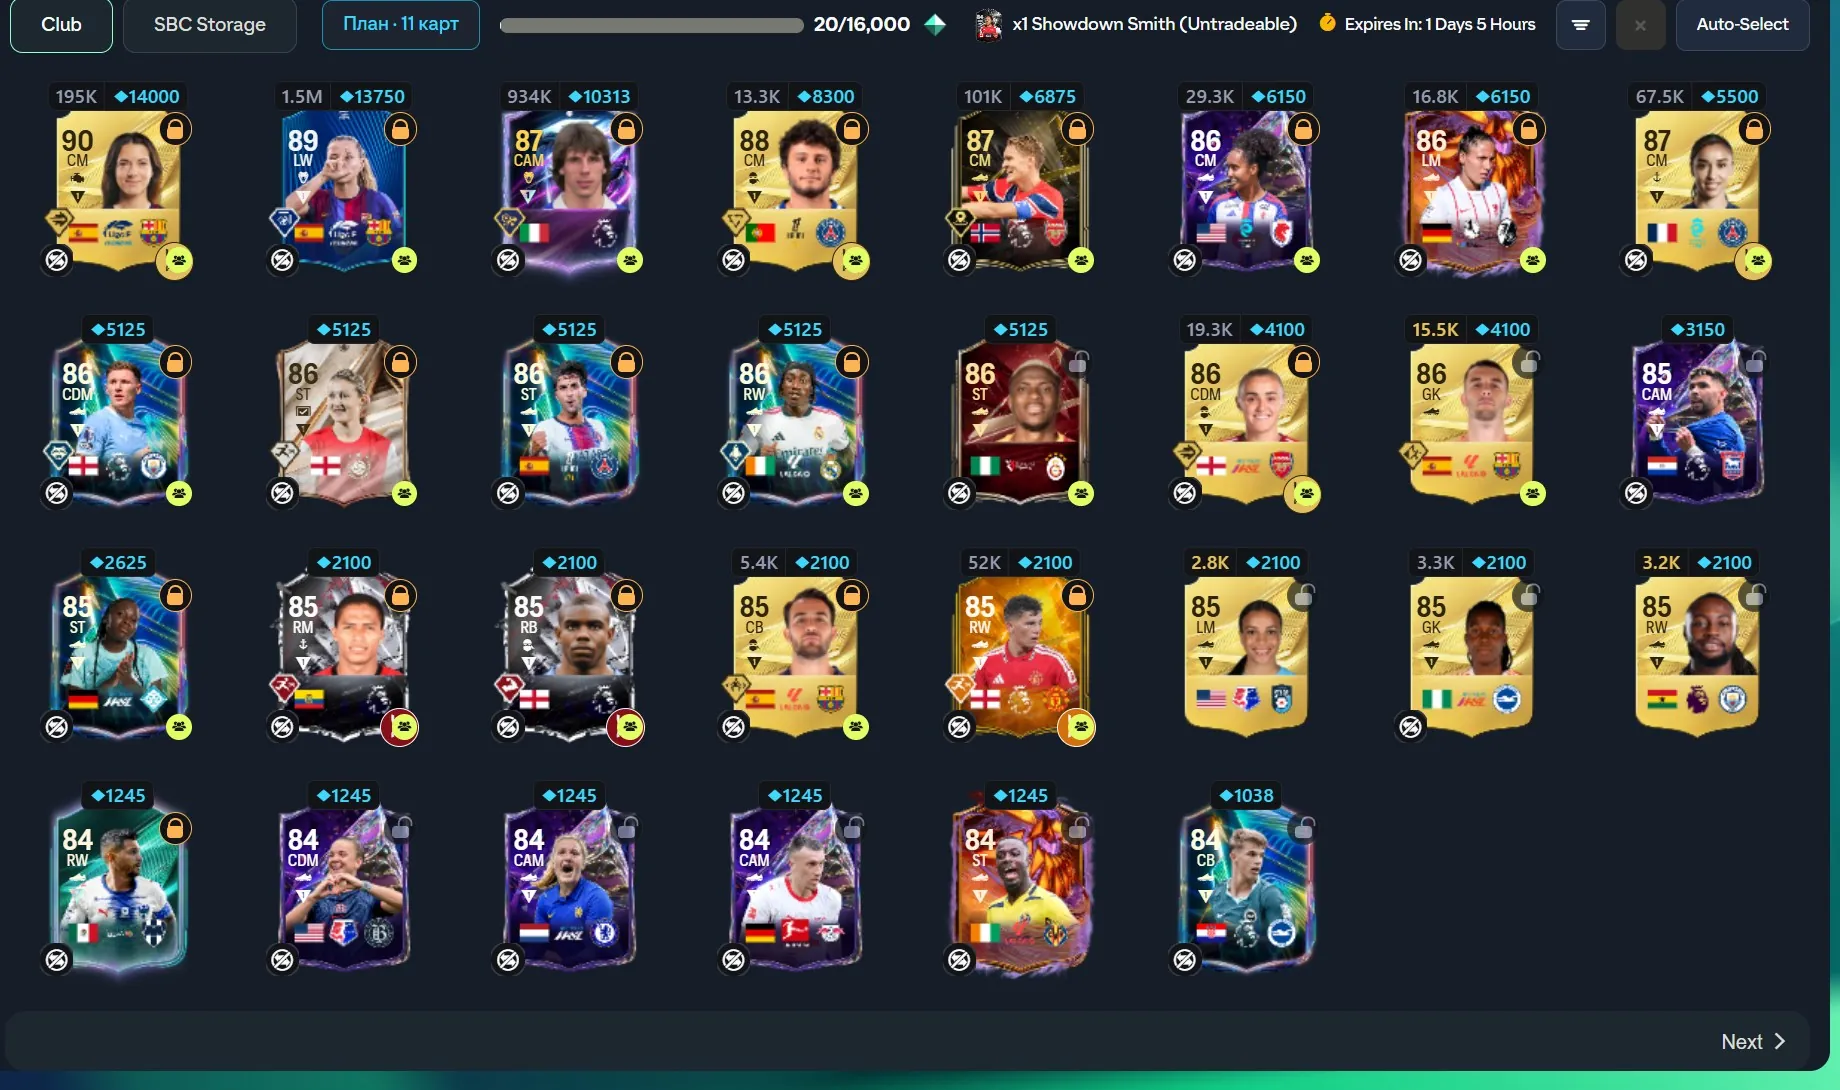 Club SBC Storage План · 11 карт 20/16,000 x1 Showdown Smith (Untradeable) Expires In: 1 Days 5 Hours × Auto-Select
195K 14000 1.5M 13750 934K 10313 13.3K 8300 101K 6875 29.3K 6150 16.8K 6150 67.5K 5500
90 89 87 88 87 86 86 87
CM LW CAM CM CM CM LM CM
5125 5125 5125 5125 5125 19.3K 4100 15.5K 4100 3150
86 86 86 86 86 86 86 85
CDM ST ST RW ST CDM GK CAM
2625 2100 2100 5.4K 2100 52K 2100 2.8K 2100 3.3K 2100 3.2K 2100
85 85 85 85 85 85 85 85
ST RM RB CB RW LM GK RW
1245 1245 1245 1245 1245 1038
84 84 84 84 84 84
RW CDM CAM CAM ST CB
Next